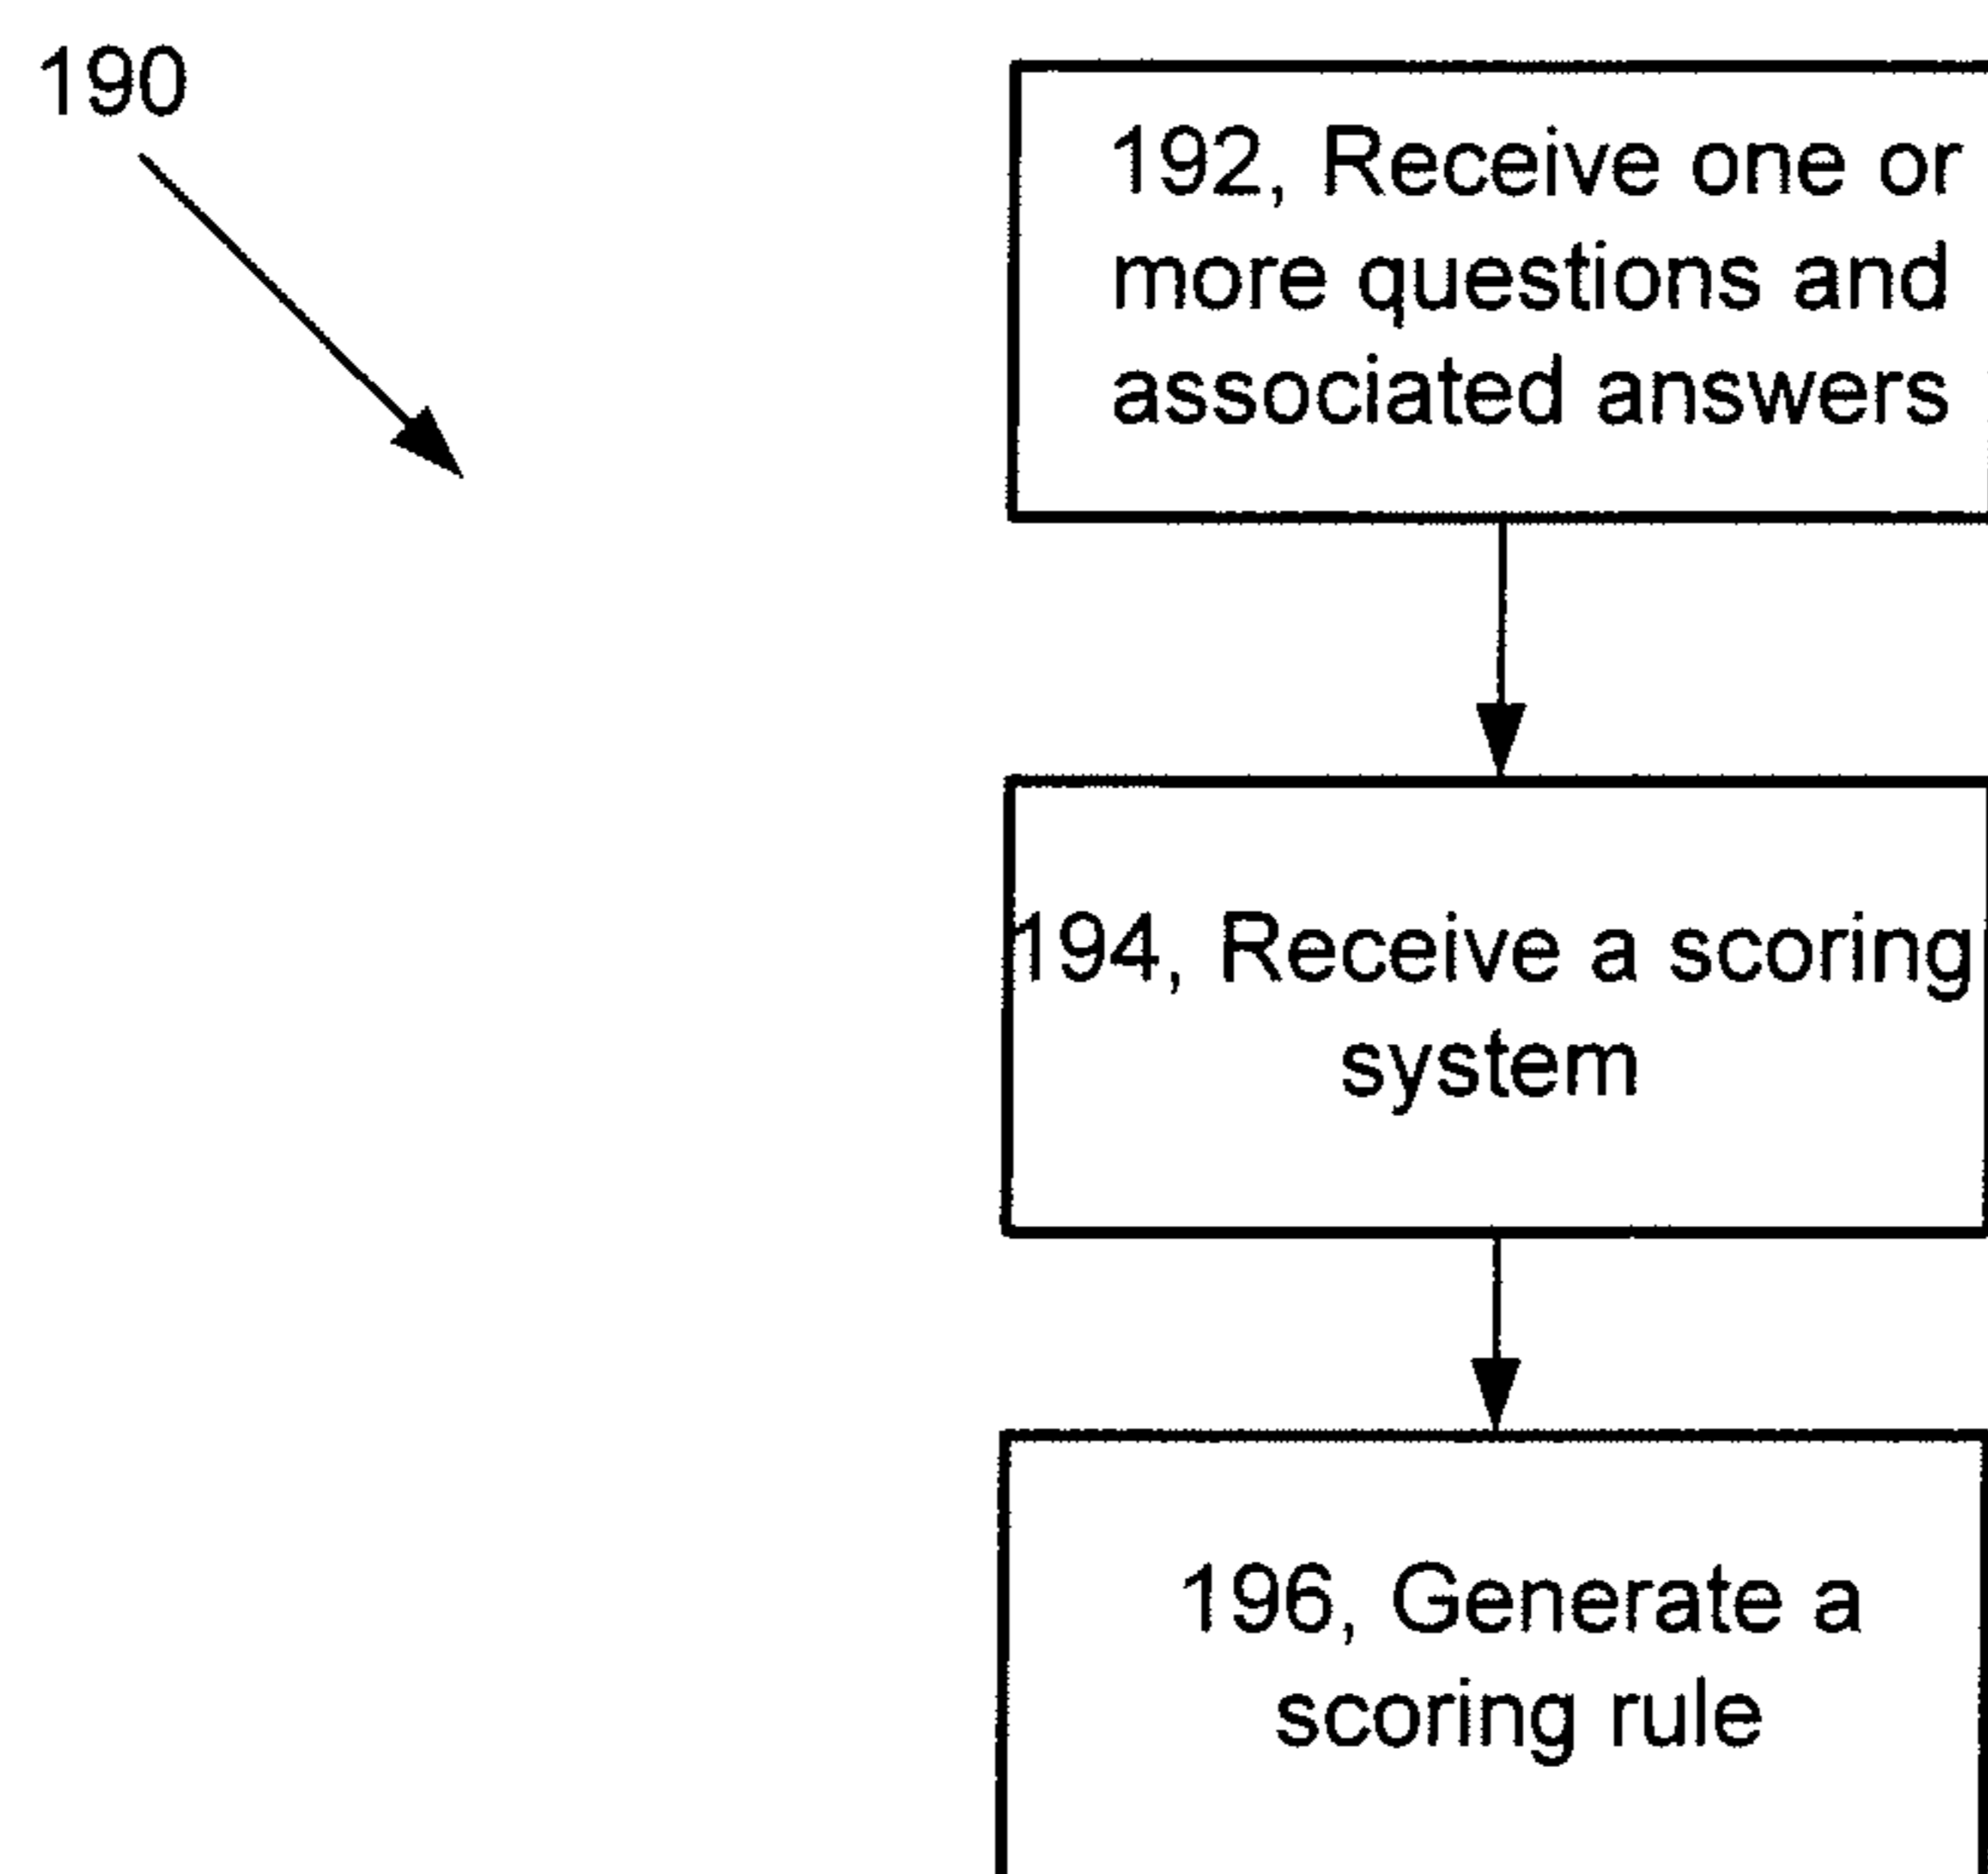 190
192, Receive one or
more questions and
associated answers
194, Receive a scoring
system
196, Generate a
scoring rule